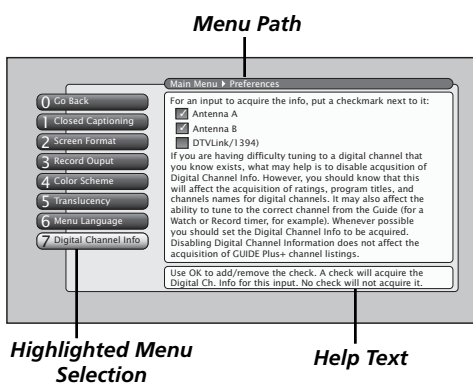 Menu Path
Main Menu ▶ Preferences
0 Go Back
1 Closed Captioning
2 Screen Format
3 Record Ouput
4 Color Scheme
5 Translucency
6 Menu Language
7 Digital Channel Info
For an input to acquire the info, put a checkmark next to it:
Antenna A
Antenna B
DTVLink/1394)
If you are having difficulty tuning to a digital channel that
you know exists, what may help is to disable acqusition of
Digital Channel Info. However, you should know that this
will affect the acquisition of ratings, program titles, and
channels names for digital channels. It may also affect the
ability to tune to the correct channel from the Guide (for a
Watch or Record timer, for example). Whenever possible
you should set the Digital Channel Info to be acquired.
Disabling Digital Channel Information does not affect the
acquisition of GUIDE Plus+ channel listings.
Use OK to add/remove the check. A check will acquire the
Digital Ch. Info for this input. No check will not acquire it.
Highlighted Menu
Selection
Help Text